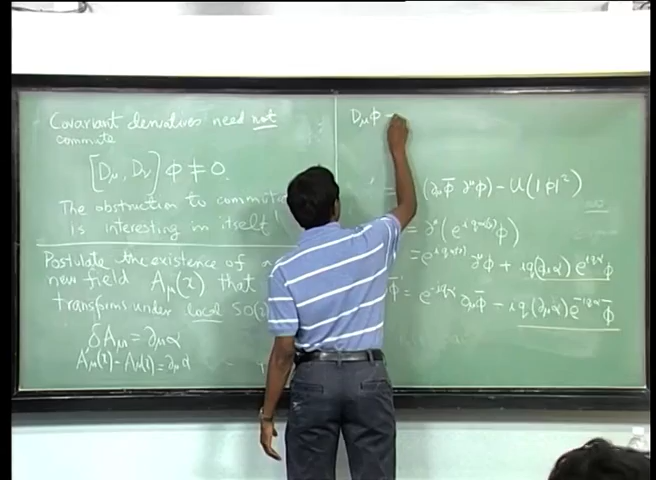 Covariant derivatives need not
commute
[Dμ, Dν] ϕ ≠ 0.
The obstruction to commute
is interesting in itself!
Postulate the existence of a
new field Aμ(x) that
transforms under local SO(2)
δAμ = ∂μα
A'μ(x) - Aμ(x) = ∂μα
Dμϕ -
= (∂μϕ̄ ∂^μϕ) - U(|ϕ|²)
∂^μ(e^{iqα(x)}ϕ)
= e^{iqα(x)} ∂^μϕ + iq(∂μα) e^{iqα}ϕ
= e^{-iqα} ∂μϕ̄ - iq(∂μα) e^{-iqα}ϕ̄